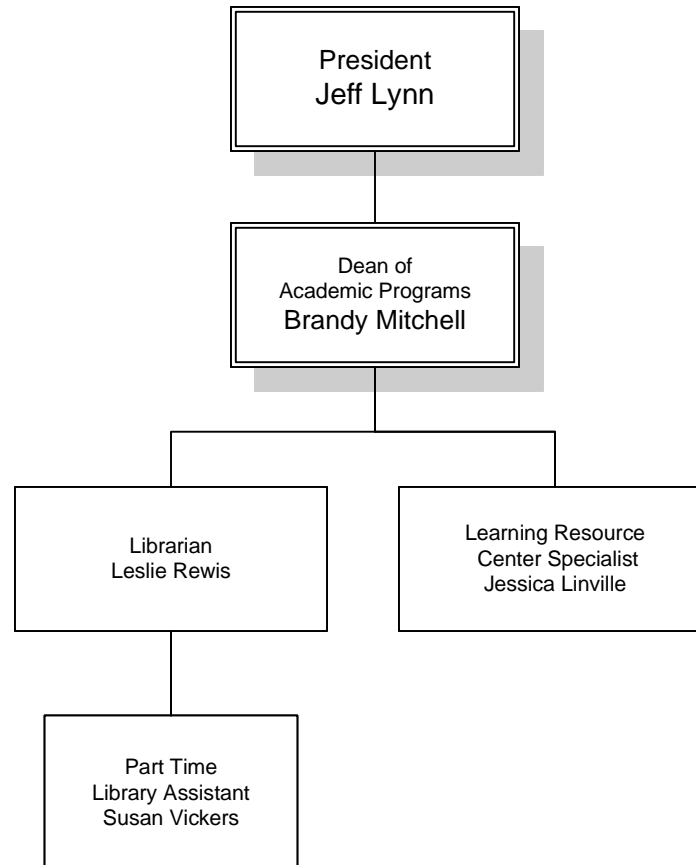 President
Jeff Lynn
Dean of
Academic Programs
Brandy Mitchell
Librarian
Leslie Rewis
Learning Resource
Center Specialist
Jessica Linville
Part Time
Library Assistant
Susan Vickers